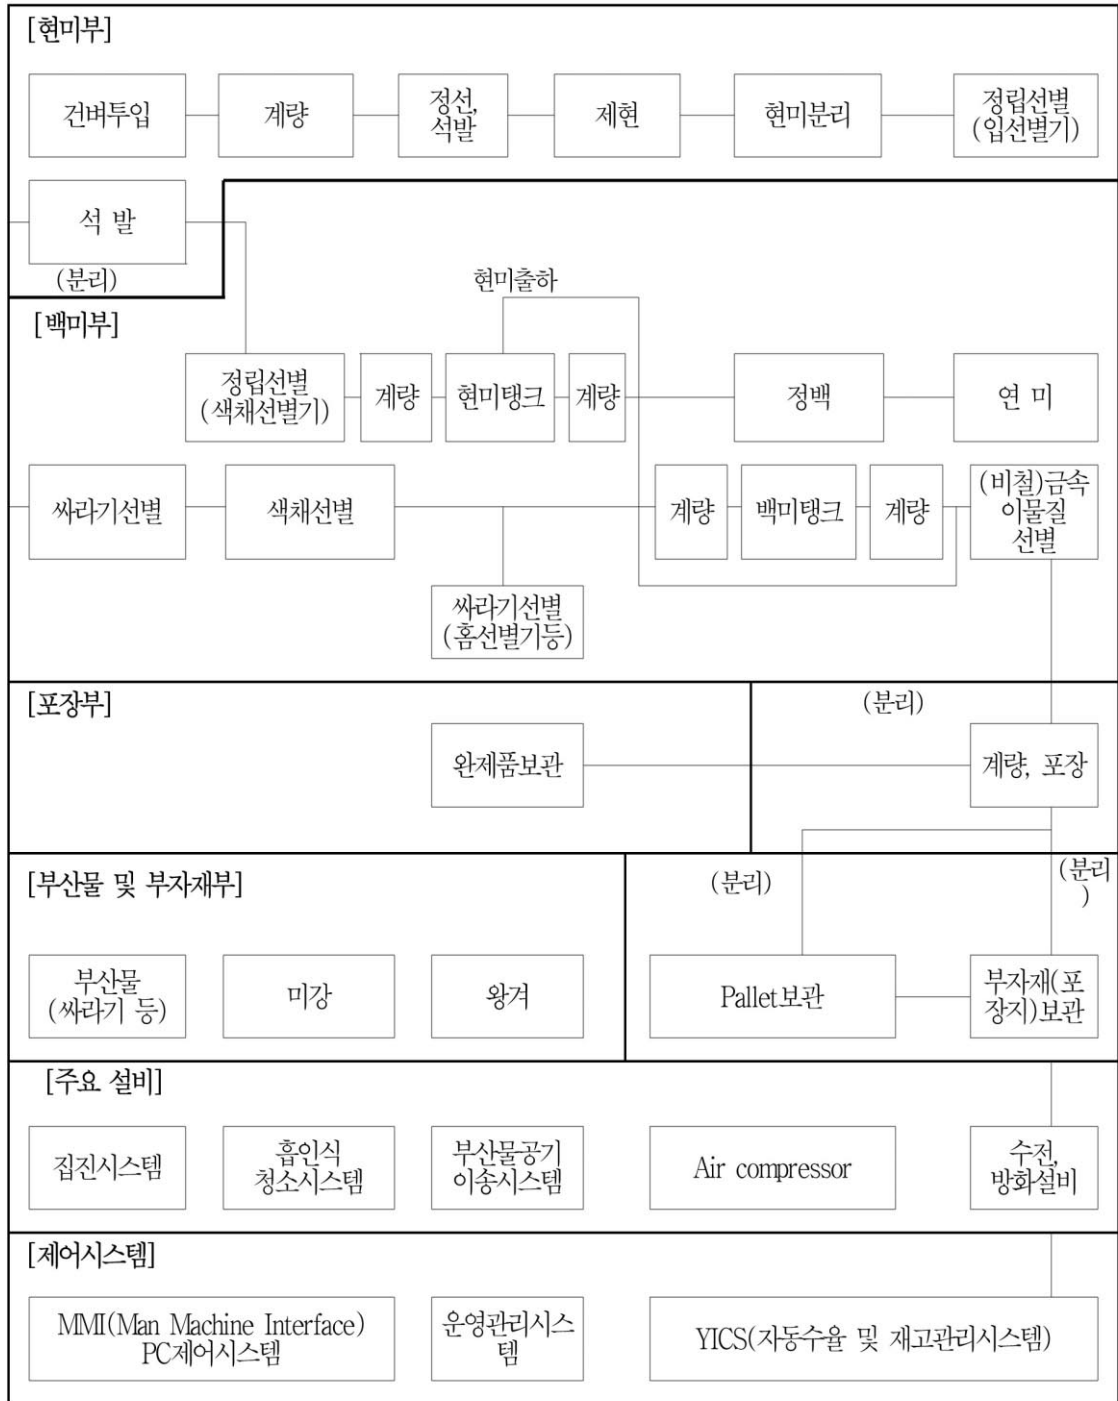 [현미부]
건벼투입
계량
정선,
석발
제현
현미분리
정립선별
(입선별기)
석 발
(분리)
현미출하
[백미부]
정립선별
(색채선별기)
계량
현미탱크
계량
정백
연 미
싸라기선별
색채선별
계량
백미탱크
계량
(비철)금속
이물질
선별
싸라기선별
(홈선별기등)
[포장부]
(분리)
완제품보관
계량, 포장
[부산물 및 부자재부]
(분리)
(분리
)
부산물
(싸라기 등)
미강
왕겨
Pallet보관
부자재(포
장지)보관
[주요 설비]
집진시스템
흡인식
청소시스템
부산물공기
이송시스템
Air compressor
수전,
방화설비
[제어시스템]
MMI(Man Machine Interface)
PC제어시스템
운영관리시스
템
YICS(자동수율 및 재고관리시스템)